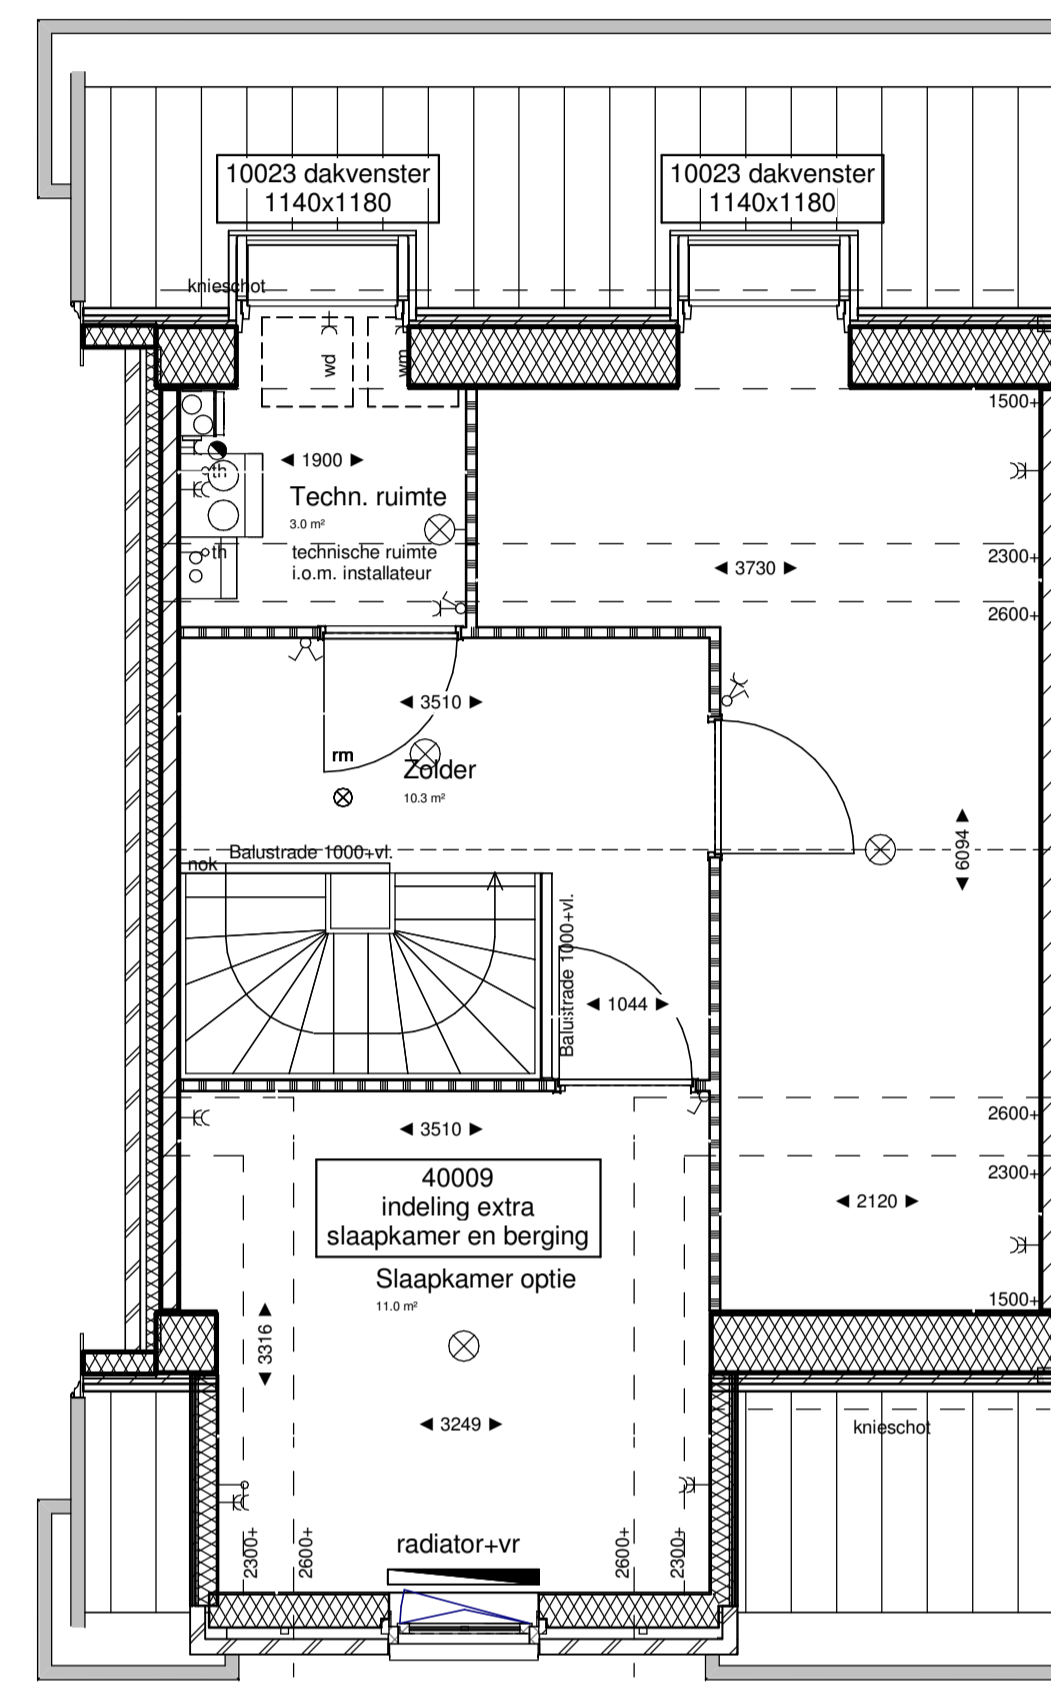 10023 dakvenster
1140x1180
10023 dakvenster
1140x1180
knieschot
wd
wm
1500+
th
◄ 1900 ►
Techn. ruimte
3.0 m²
th
technische ruimte
i.o.m. installateur
2300+
◄ 3730 ►
2600+
◄ 3510 ►
rm
Zolder
10.3 m²
◄ 6094 ►
Balustrade 1000+vl.
nok
Balustrade 1000+vl.
◄ 1044 ►
2600+
◄ 3510 ►
40009
indeling extra
slaapkamer en berging
2300+
◄ 2120 ►
Slaapkamer optie
11.0 m²
1500+
◄ 3316 ►
◄ 3249 ►
knieschot
radiator+vr
2300+
2600+
2600+
2300+